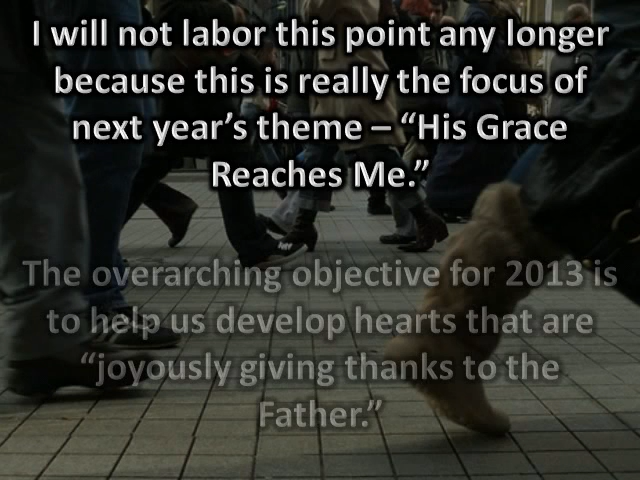 I will not labor this point any longer
because this is really the focus of
next year’s theme – “His Grace
Reaches Me.”
The overarching objective for 2013 is
to help us develop hearts that are
“joyously giving thanks to the
Father.”